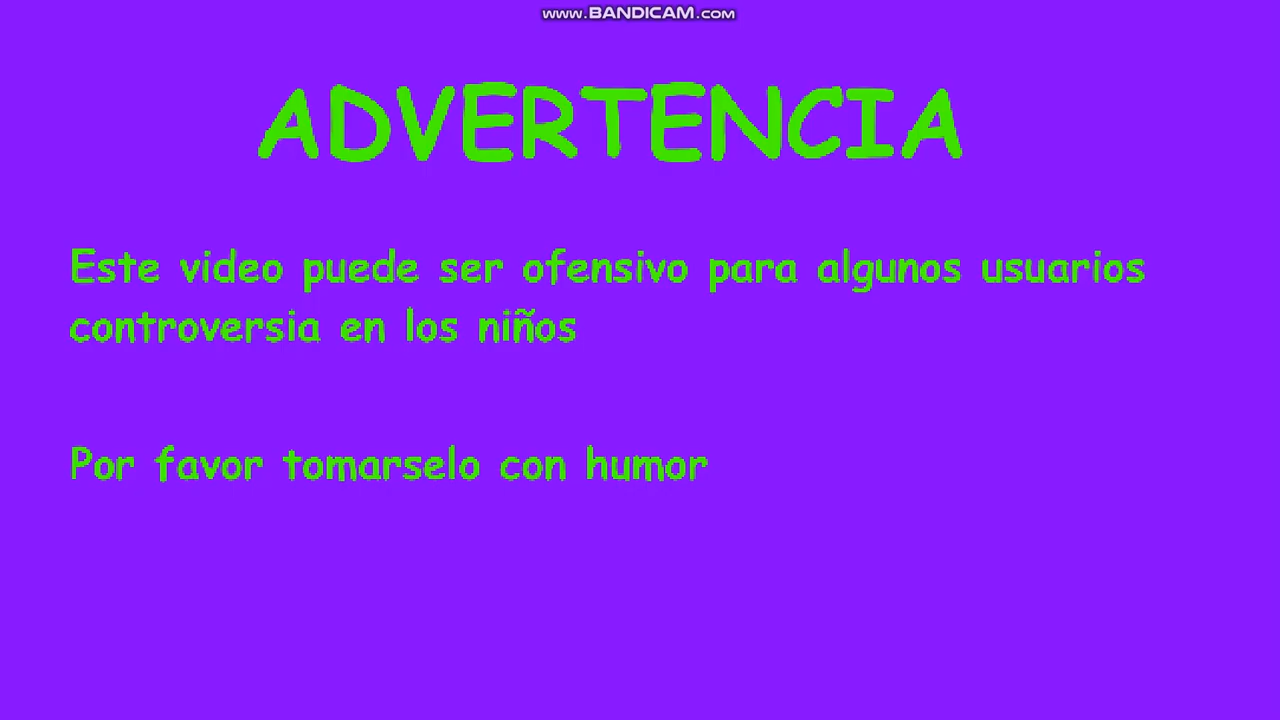 www.BANDICAM.com
ADVERTENCIA
Este video puede ser ofensivo para algunos usuarios
controversia en los niños
Por favor tomarselo con humor